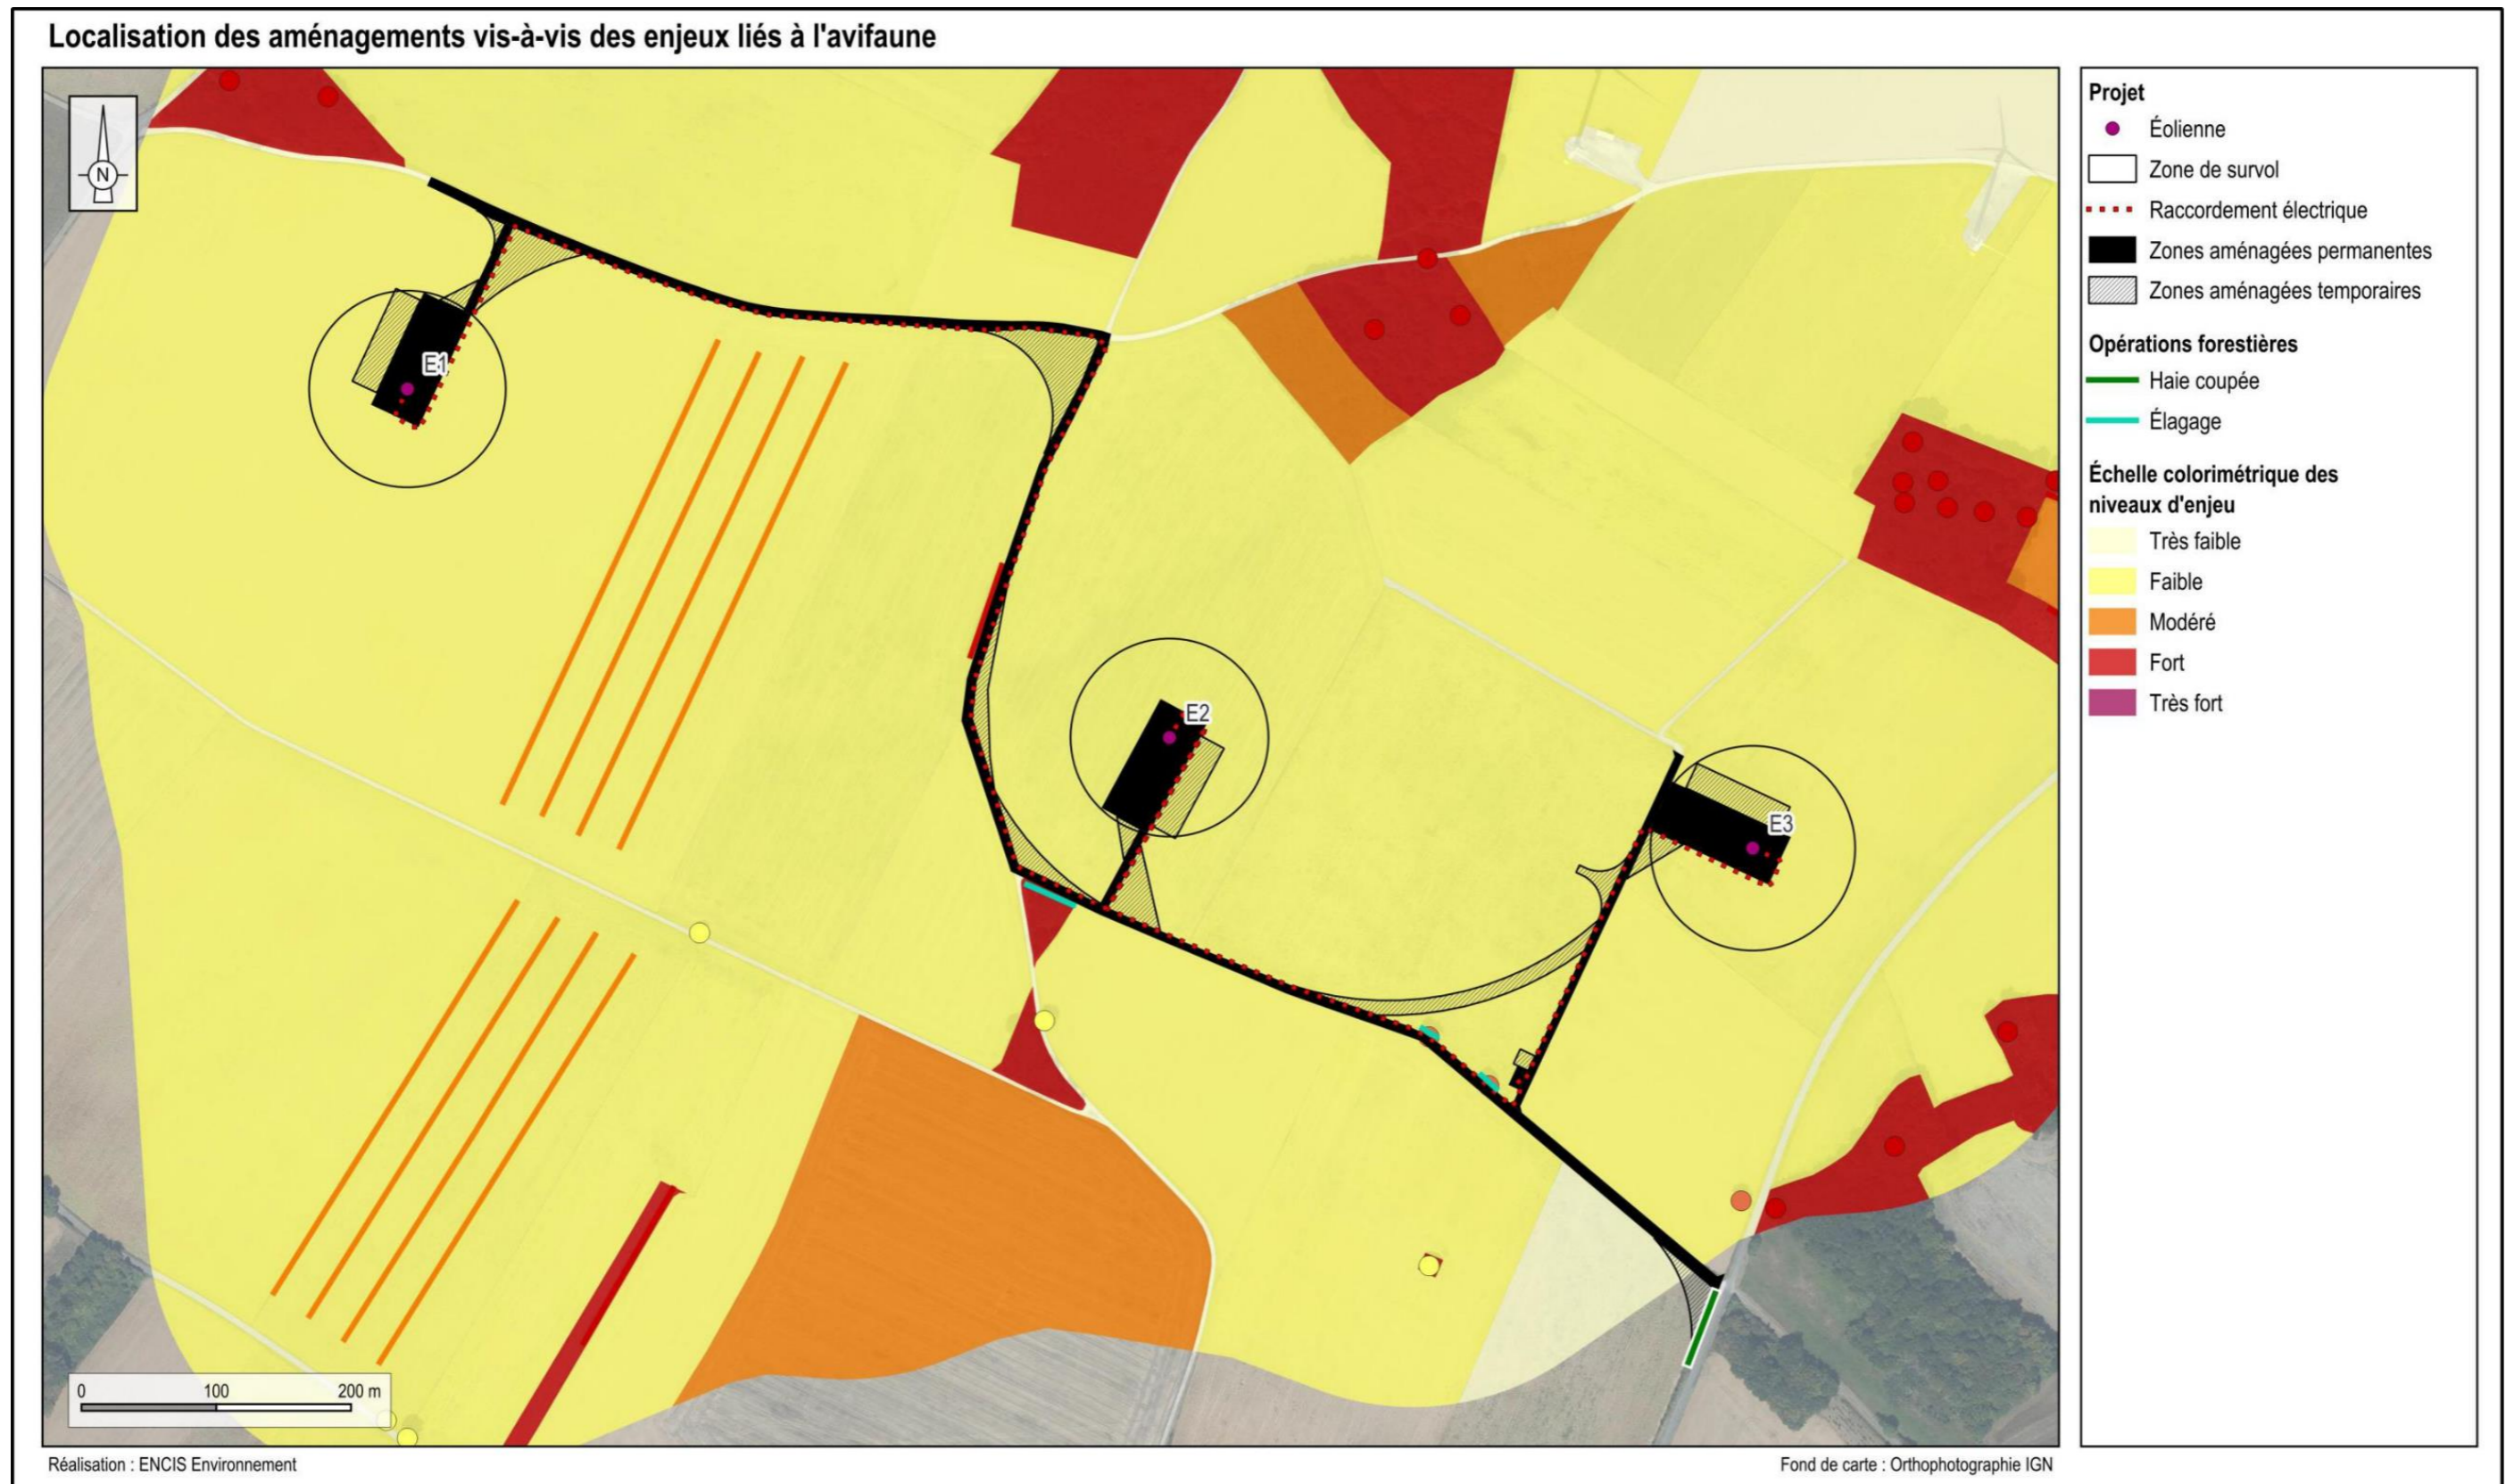 Localisation des aménagements vis-à-vis des enjeux liés à l'avifaune
N
E1
E2
E3
0 100 200 m
Projet
Éolienne
Zone de survol
Raccordement électrique
Zones aménagées permanentes
Zones aménagées temporaires
Opérations forestières
Haie coupée
Élagage
Échelle colorimétrique des
niveaux d'enjeu
Très faible
Faible
Modéré
Fort
Très fort
Réalisation : ENCIS Environnement
Fond de carte : Orthophotographie IGN